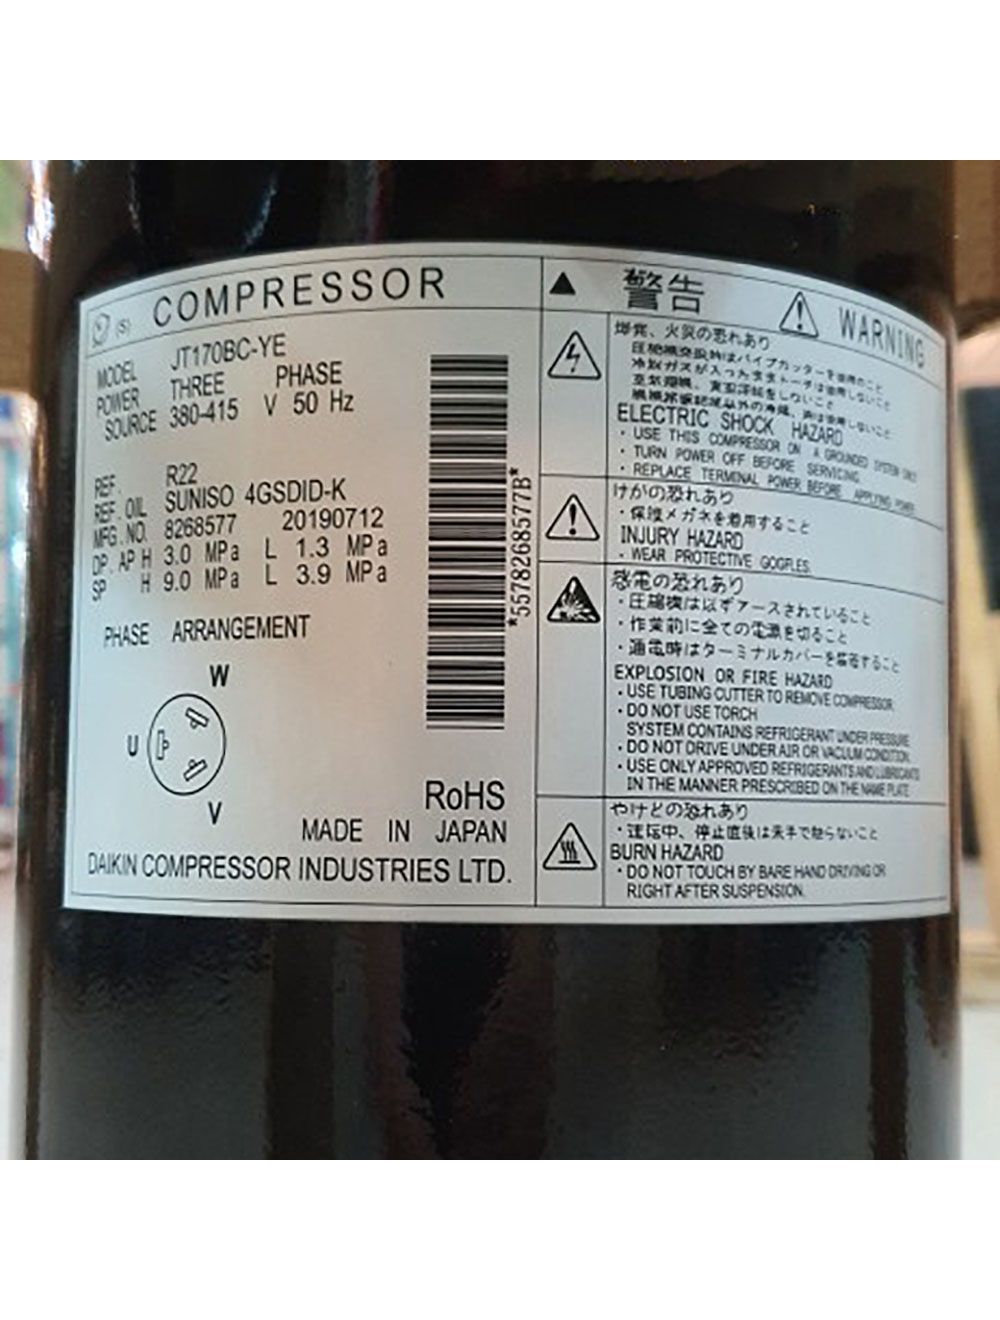 (S) COMPRESSOR
MODEL JT170BC-YE
POWER THREE PHASE
SOURCE 380-415 V 50 Hz
REF. R22
REF. OIL SUNISO 4GSDID-K
MFG. NO. 8268577 20190712
DP. AP H 3.0 MPa L 1.3 MPa
SP H 9.0 MPa L 3.9 MPa
PHASE ARRANGEMENT
W
U
V
*55782685777B*
RoHS
MADE IN JAPAN
DAIKIN COMPRESSOR INDUSTRIES LTD.
警告 WARNING
爆発、火災の恐れあり
ELECTRIC SHOCK HAZARD
・USE THIS COMPRESSOR ON A GROUNDED SYSTEM ONLY
・TURN POWER OFF BEFORE SERVICING
・REPLACE TERMINAL POWER BEFORE APPLYING POWER
けがの恐れあり
・保護メガネを着用すること
INJURY HAZARD
・WEAR PROTECTIVE GOGFLES.
感電の恐れあり
・圧縮機は以ずアースされていること
・作業前に全ての電源を切ること
・通電時はターミナルカバーを装着すること
EXPLOSION OR FIRE HAZARD
・USE TUBING CUTTER TO REMOVE COMPRESSOR.
・DO NOT USE TORCH
SYSTEM CONTAINS REFRIGERANT UNDER PRESSURE
・DO NOT DRIVE UNDER AIR OR VACUUM CONDITION.
・USE ONLY APPROVED REFRIGERANTS AND LUBRICANTS
IN THE MANNER PRESCRIBED ON THE NAME PLATE
やけどの恐れあり
・運転中、停止直後は素手で触らないこと
BURN HAZARD
・DO NOT TOUCH BY BARE HAND DRIVING OR
RIGHT AFTER SUSPENSION.